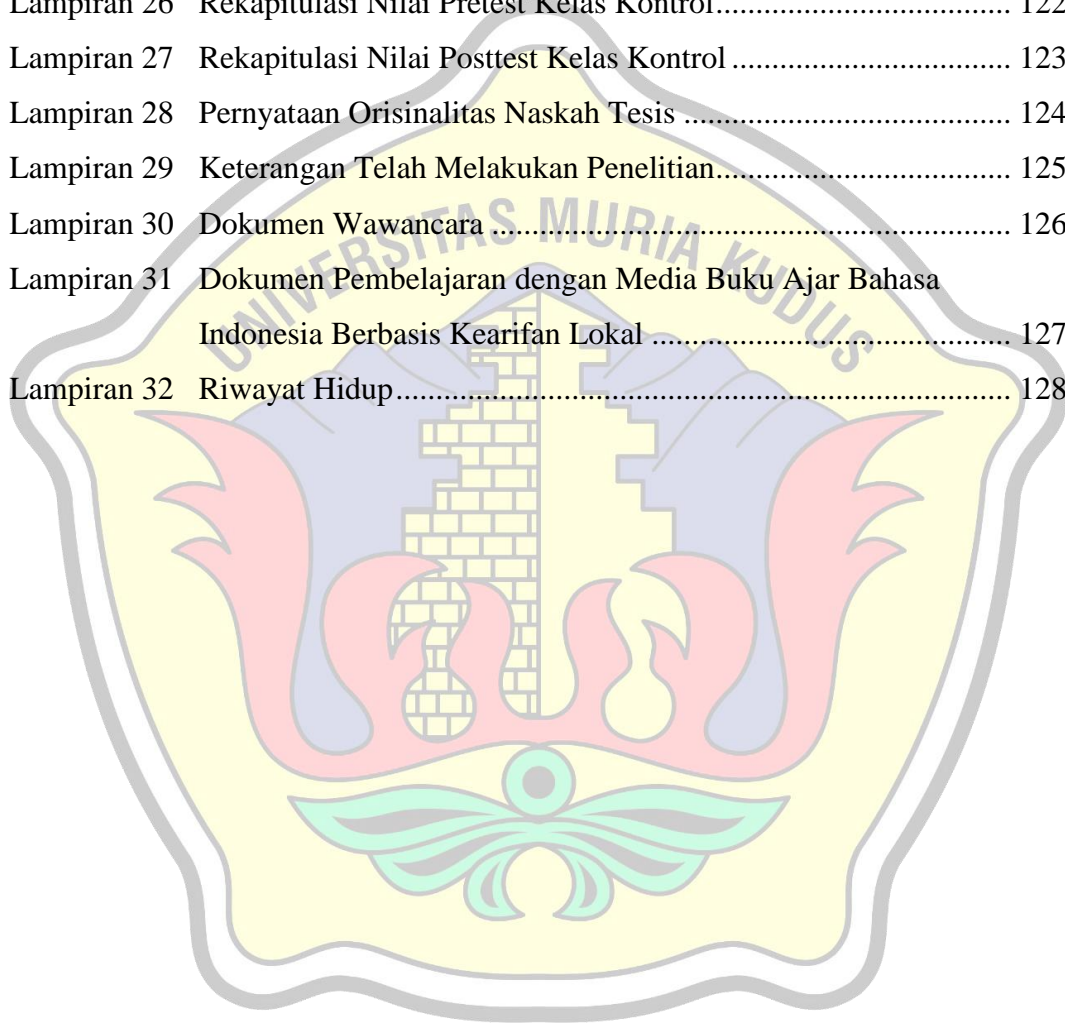 Lampiran 26 Rekapitulasi Nilai Pretest Kelas Kontrol.................................. 122
Lampiran 27 Rekapitulasi Nilai Posttest Kelas Kontrol ................................ 123
Lampiran 28 Pernyataan Orisinalitas Naskah Tesis ...................................... 124
Lampiran 29 Keterangan Telah Melakukan Penelitian.................................. 125
Lampiran 30 Dokumen Wawancara ............................................................. 126
Lampiran 31 Dokumen Pembelajaran dengan Media Buku Ajar Bahasa
Indonesia Berbasis Kearifan Lokal .......................................... 127
Lampiran 32 Riwayat Hidup......................................................................... 128
UNIVERSITAS MURIA KUDUS